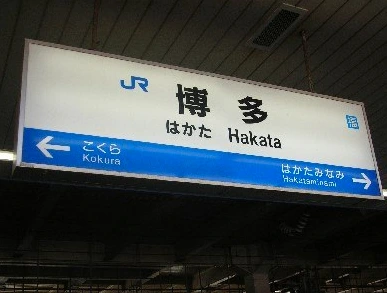 JR
博多
はかた Hakata
← こくら
Kokura
はかたみなみ →
Hakataminami